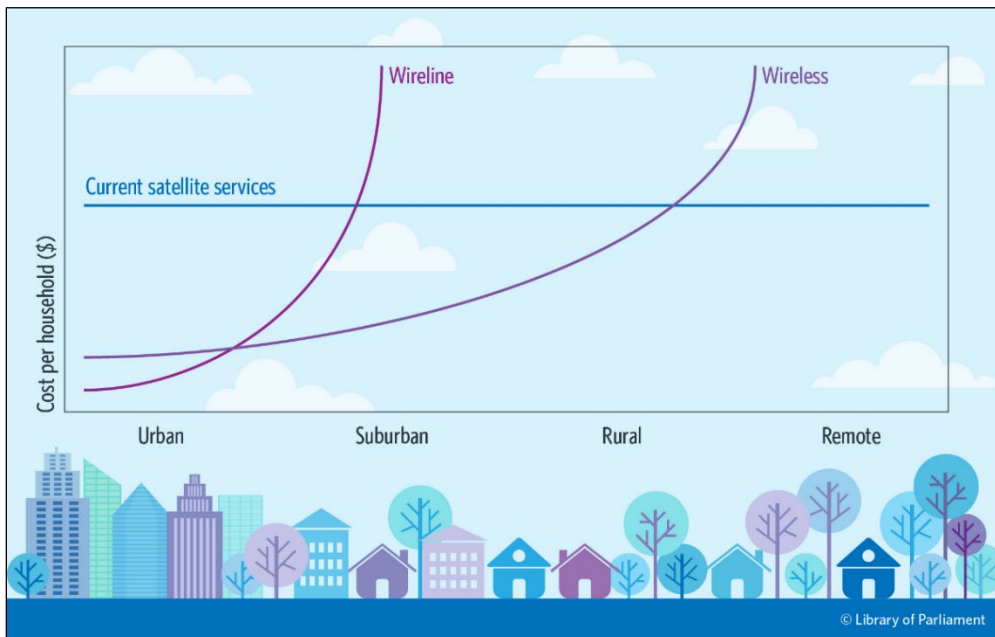 Wireline
Wireless
Current satellite services
Cost per household ($)
Urban
Suburban
Rural
Remote
© Library of Parliament